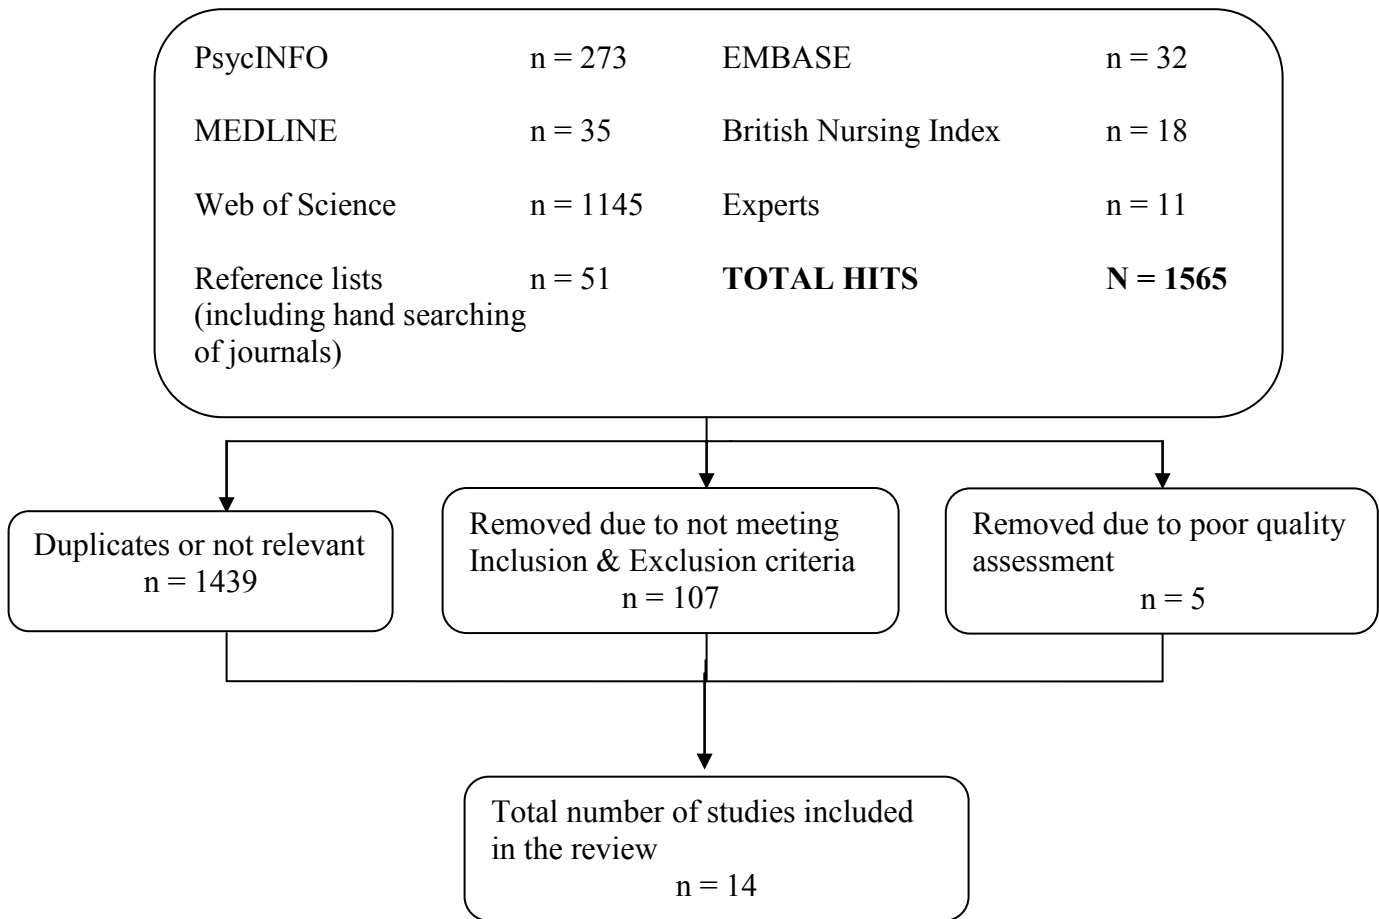 PsycINFO n = 273 EMBASE n = 32
MEDLINE n = 35 British Nursing Index n = 18
Web of Science n = 1145 Experts n = 11
Reference lists n = 51 TOTAL HITS N = 1565
(including hand searching
of journals)
Duplicates or not relevant
n = 1439
Removed due to not meeting
Inclusion & Exclusion criteria
n = 107
Removed due to poor quality
assessment
n = 5
Total number of studies included
in the review
n = 14